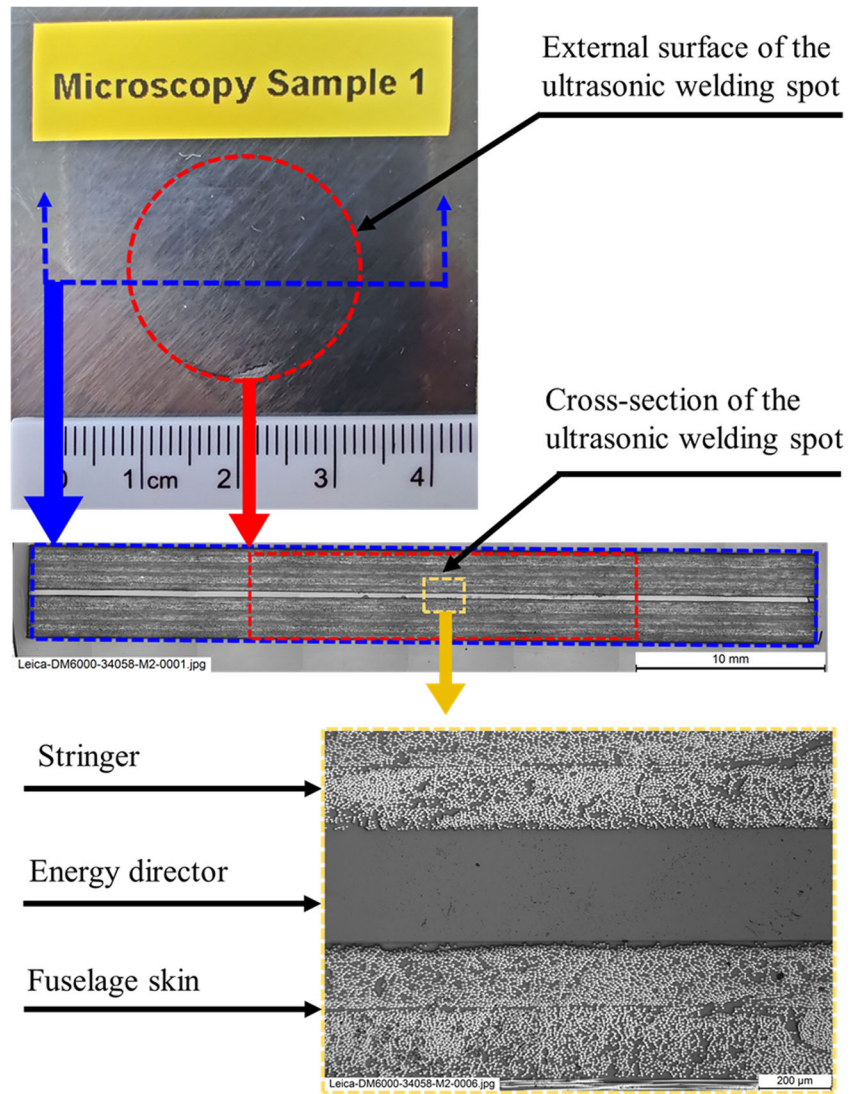 Microscopy Sample 1
External surface of the
ultrasonic welding spot
0 1 cm 2 3 4
Cross-section of the
ultrasonic welding spot
Leica-DM6000-34058-M2-0001.jpg
10 mm
Stringer
Energy director
Fuselage skin
Leica-DM6000-34058-M2-0006.jpg
200 µm